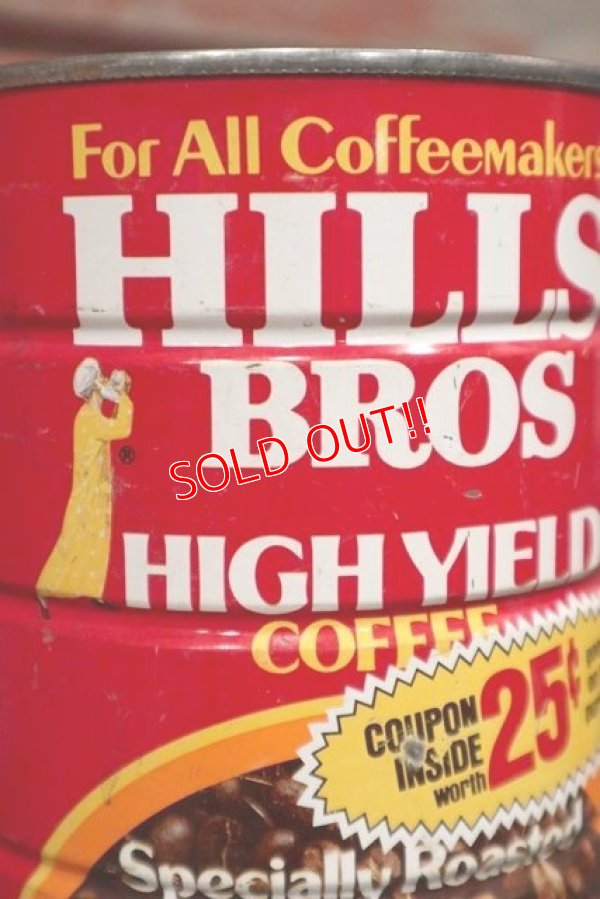 For All Coffeemakers
HILLS
BROS
®
SOLD OUT!!
HIGH YIELD
COFFEE
COUPON
INSIDE
worth
25¢
Specially Roasted